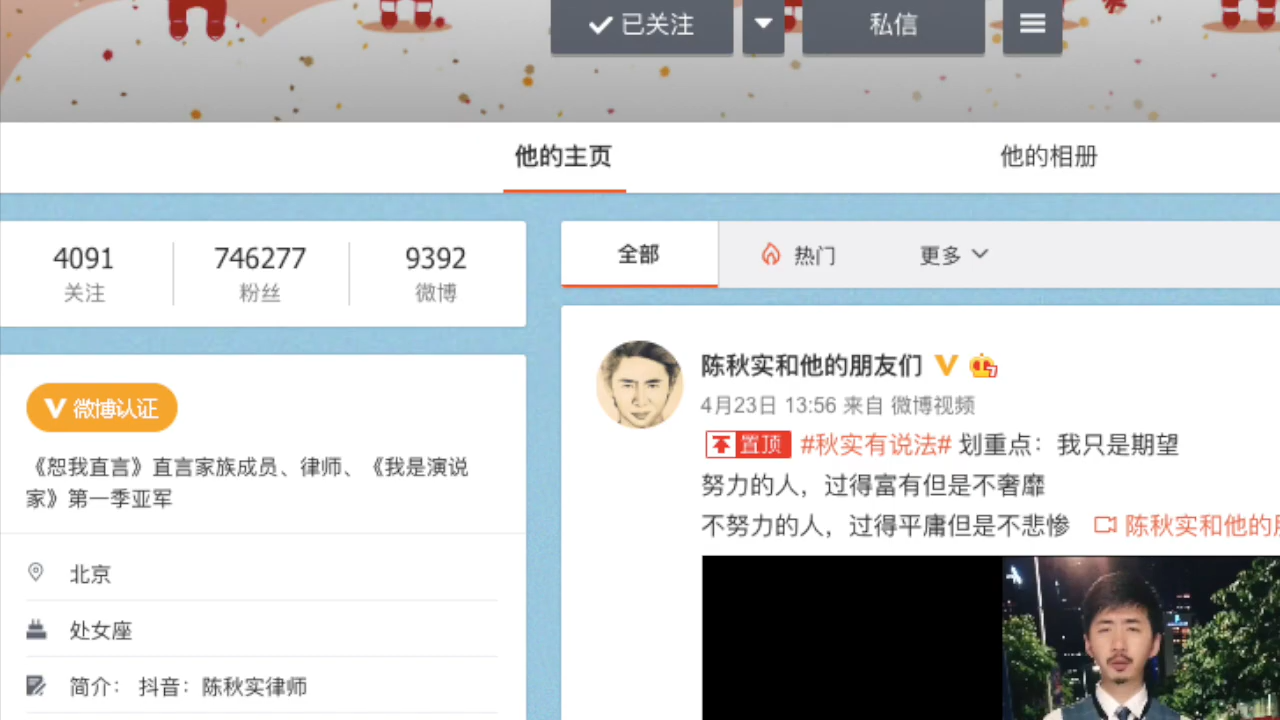 已关注
私信
他的主页
他的相册
4091
746277
9392
关注
粉丝
微博
全部
热门
更多
微博认证
《恕我直言》直言家族成员、律师、《我是演说
家》第一季亚军
北京
处女座
简介： 抖音：陈秋实律师
陈秋实和他的朋友们
4月23日 13:56 来自 微博视频
置顶 #秋实有说法# 划重点：我只是期望
努力的人，过得富有但是不奢靡
不努力的人，过得平庸但是不悲惨 陈秋实和他的朋